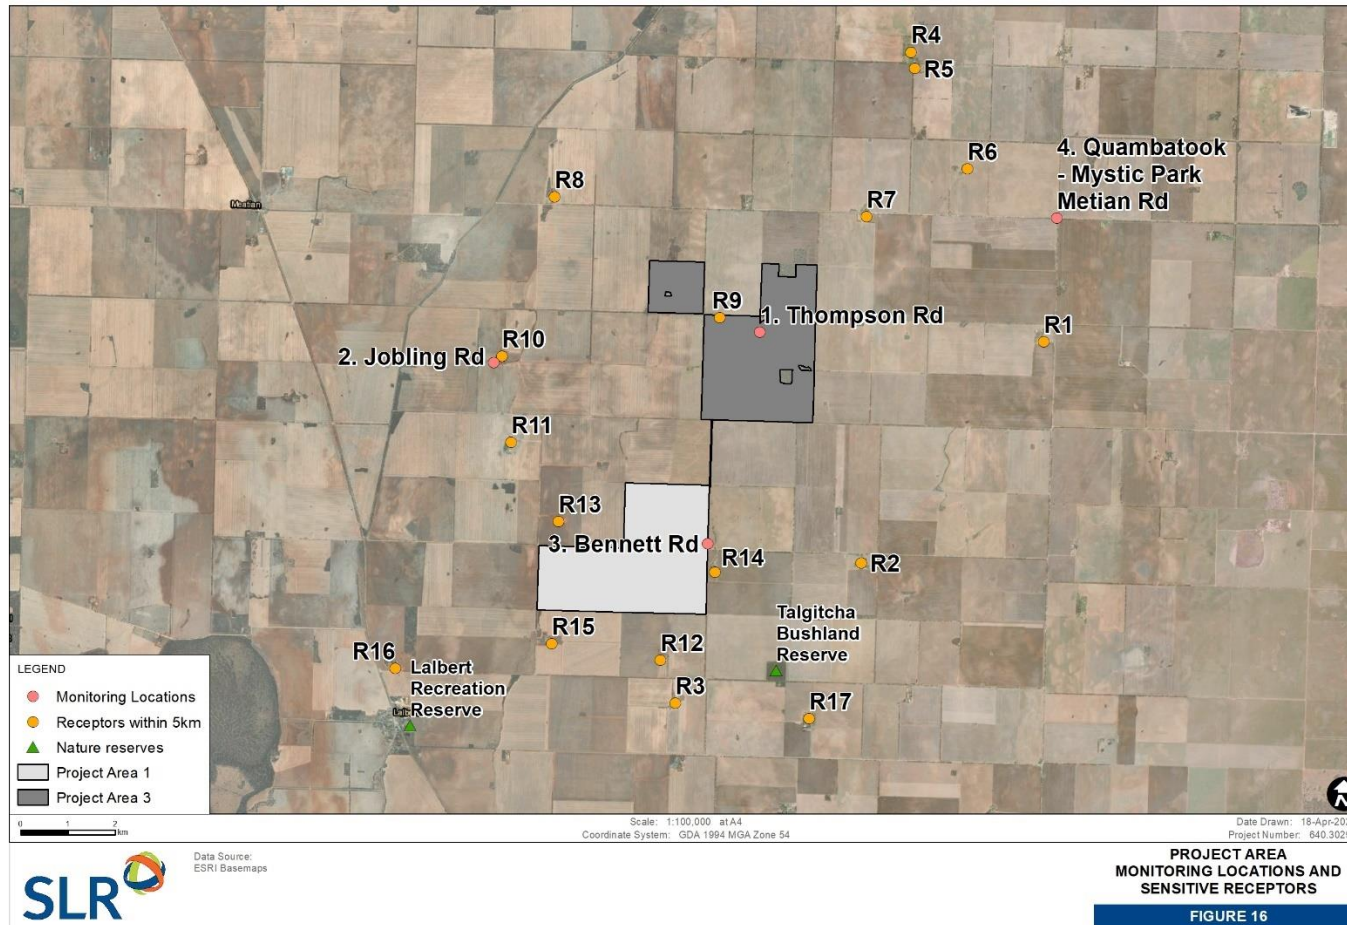 R4
R5
R6
4. Quambatook
- Mystic Park
Metian Rd
R8
R7
R9
1. Thompson Rd
R1
R10
2. Jobling Rd
R11
R13
3. Bennett Rd
R14
R2
Talgitcha
Bushland
Reserve
R15
R12
R16
Lalbert
Recreation
Reserve
R3
R17
LEGEND
Monitoring Locations
Receptors within 5km
Nature reserves
Project Area 1
Project Area 3
0 1 2
km
Scale: 1:100,000 at A4
Coordinate System: GDA 1994 MGA Zone 54
Date Drawn: 18-Apr-202
Project Number: 640.302
N
SLR
Data Source:
ESRI Basemaps
PROJECT AREA
MONITORING LOCATIONS AND
SENSITIVE RECEPTORS
FIGURE 16